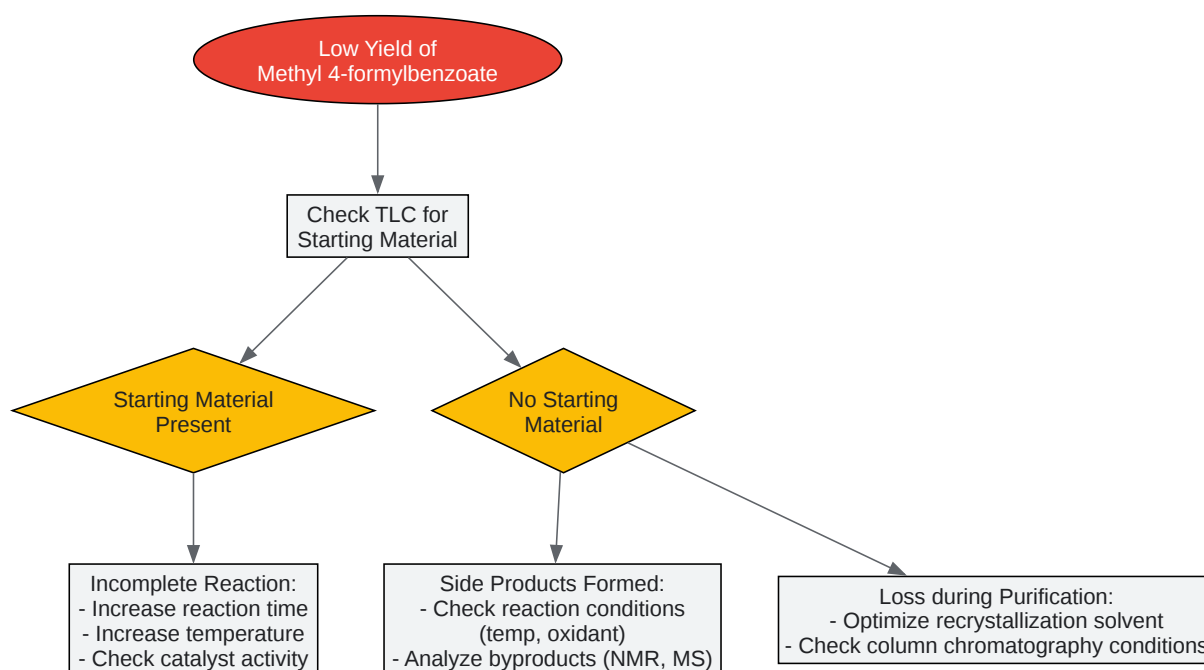 Low Yield of
Methyl 4-formylbenzoate
Check TLC for
Starting Material
Starting Material
Present
No Starting
Material
Incomplete Reaction:
- Increase reaction time
- Increase temperature
- Check catalyst activity
Side Products Formed:
- Check reaction conditions
(temp, oxidant)
- Analyze byproducts (NMR, MS)
Loss during Purification:
- Optimize recrystallization solvent
- Check column chromatography conditions